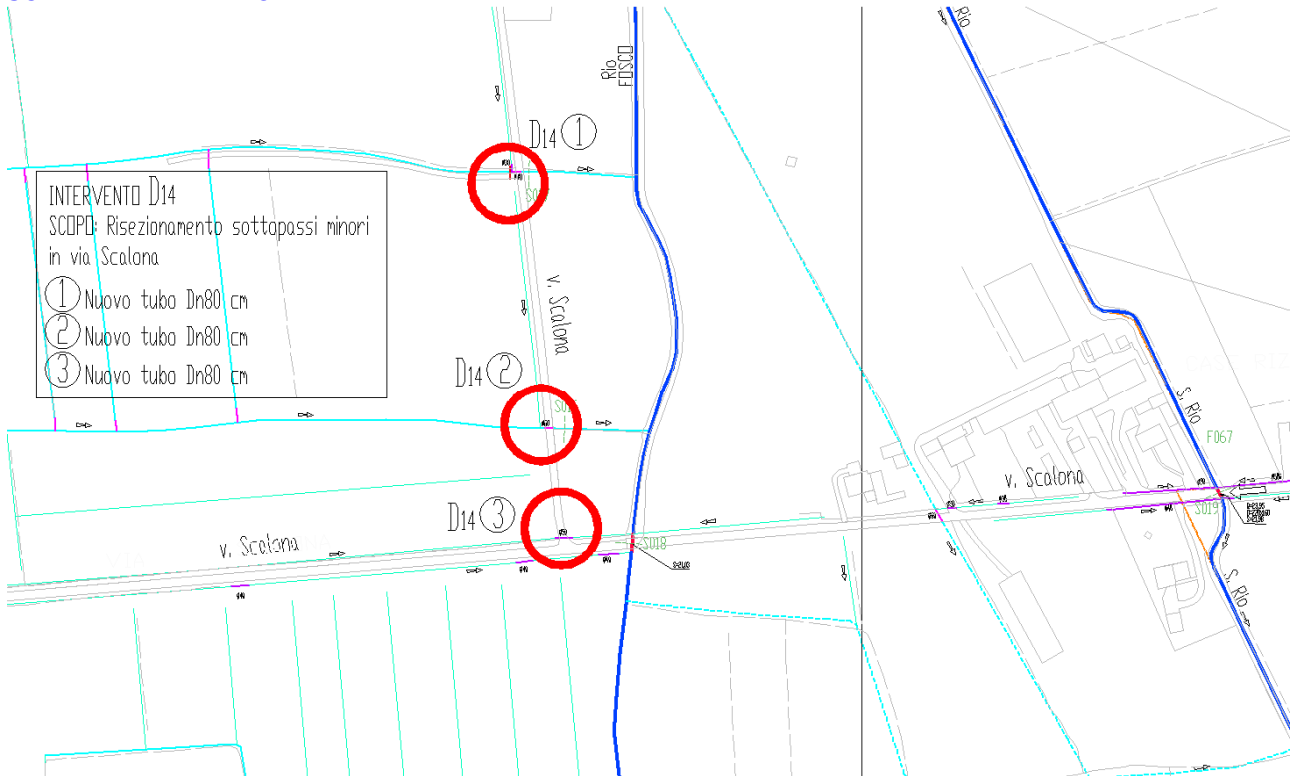 Rio
FOSCO
Rio
D14 1
INTERVENTO D14
SCOPO: Risezionamento sottopassi minori
in via Scalona
1 Nuovo tubo Dn80 cm
2 Nuovo tubo Dn80 cm
3 Nuovo tubo Dn80 cm
v. Scalona
D14 2
S. Rio
F067
v. Scalona
S019
D14 3
v. Scalona
S018
S. Rio